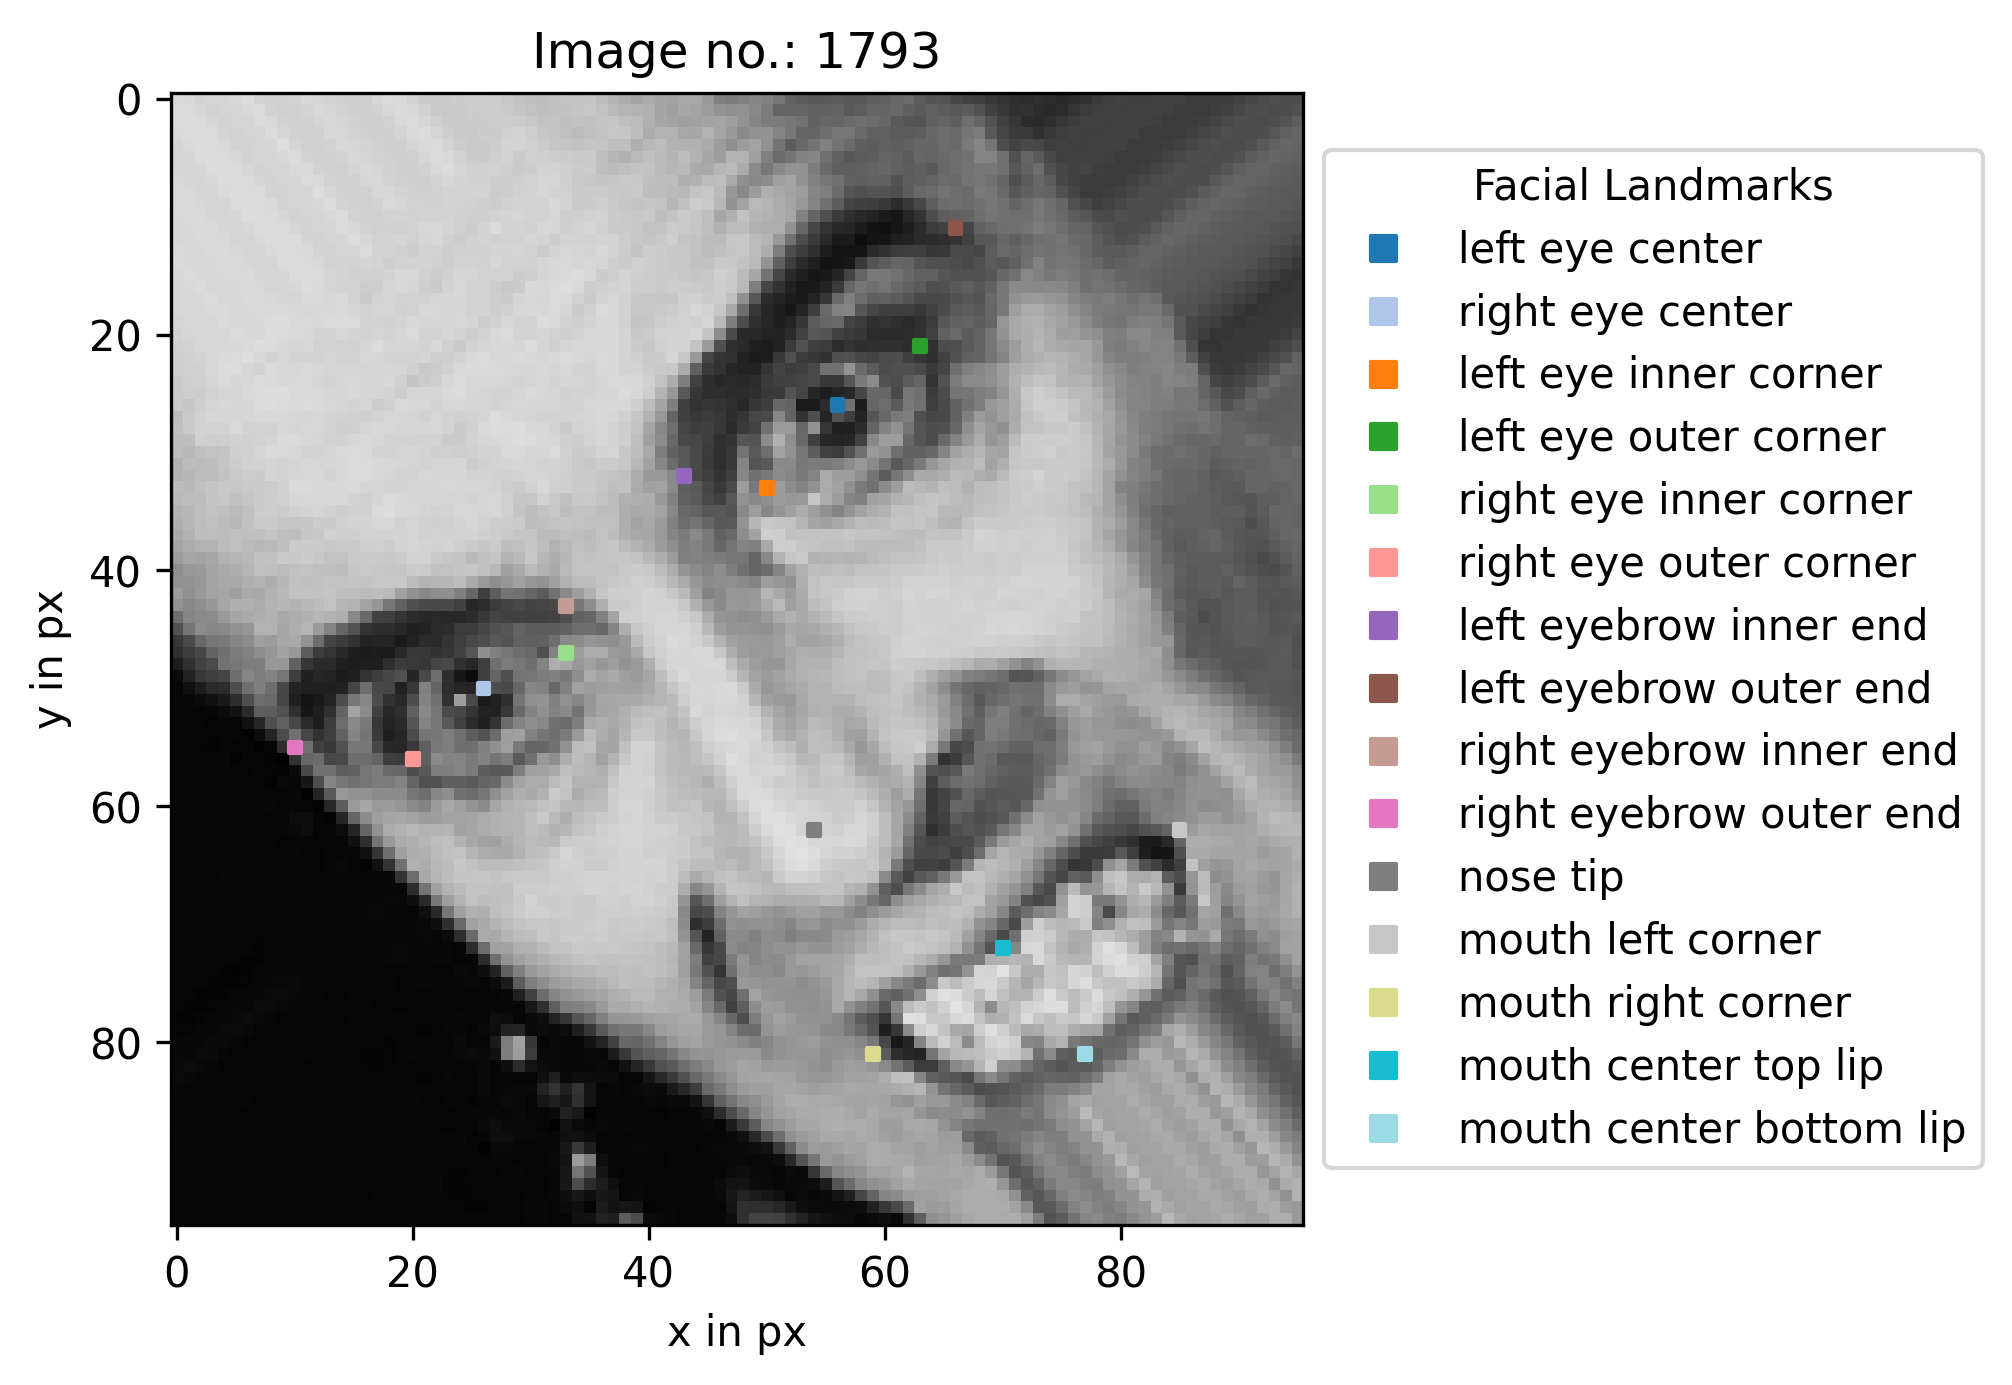 Image no.: 1793
0
20
40
60
80
y in px
0 20 40 60 80
x in px
Facial Landmarks
left eye center
right eye center
left eye inner corner
left eye outer corner
right eye inner corner
right eye outer corner
left eyebrow inner end
left eyebrow outer end
right eyebrow inner end
right eyebrow outer end
nose tip
mouth left corner
mouth right corner
mouth center top lip
mouth center bottom lip